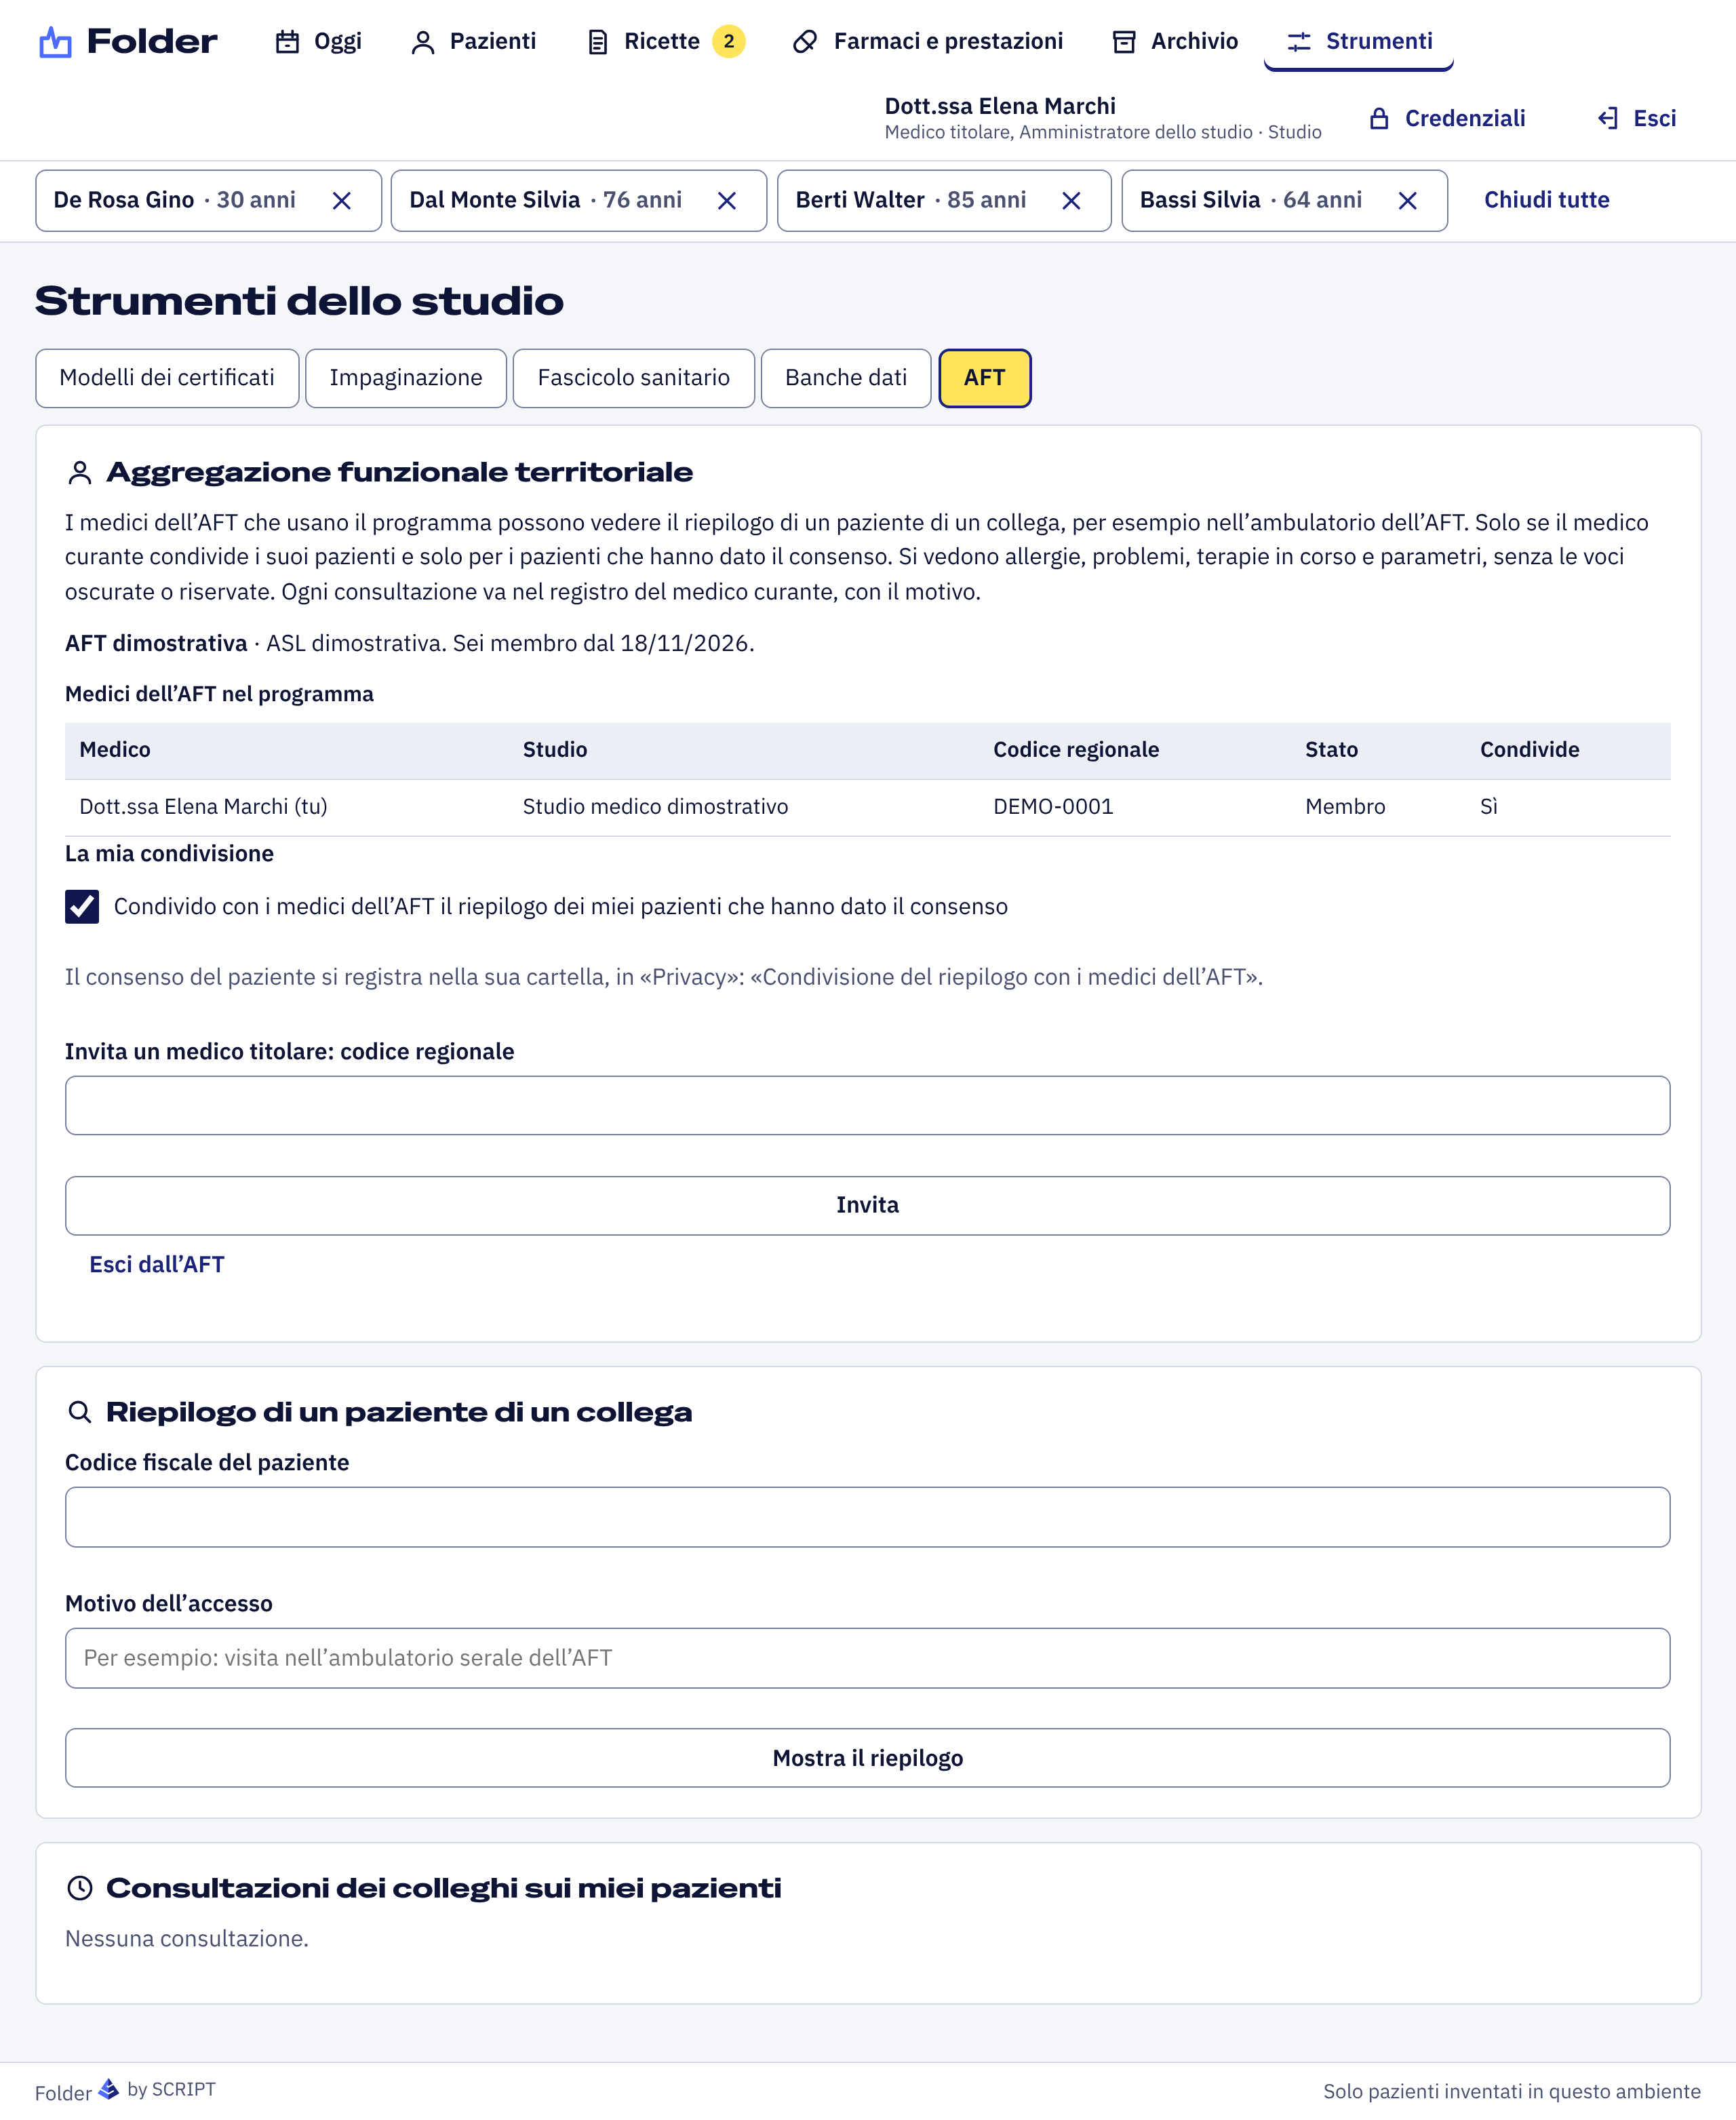 Folder
Oggi
Pazienti
Ricette 2
Farmaci e prestazioni
Archivio
Strumenti
Dott.ssa Elena Marchi
Medico titolare, Amministratore dello studio · Studio
Credenziali
Esci
De Rosa Gino · 30 anni
Dal Monte Silvia · 76 anni
Berti Walter · 85 anni
Bassi Silvia · 64 anni
Chiudi tutte
Strumenti dello studio
Modelli dei certificati
Impaginazione
Fascicolo sanitario
Banche dati
AFT
Aggregazione funzionale territoriale
I medici dell’AFT che usano il programma possono vedere il riepilogo di un paziente di un collega, per esempio nell’ambulatorio dell’AFT. Solo se il medico
curante condivide i suoi pazienti e solo per i pazienti che hanno dato il consenso. Si vedono allergie, problemi, terapie in corso e parametri, senza le voci
oscurate o riservate. Ogni consultazione va nel registro del medico curante, con il motivo.
AFT dimostrativa · ASL dimostrativa. Sei membro dal 18/11/2026.
Medici dell’AFT nel programma
Medico Studio Codice regionale Stato Condivide
Dott.ssa Elena Marchi (tu) Studio medico dimostrativo DEMO-0001 Membro Sì
La mia condivisione
Condivido con i medici dell’AFT il riepilogo dei miei pazienti che hanno dato il consenso
Il consenso del paziente si registra nella sua cartella, in «Privacy»: «Condivisione del riepilogo con i medici dell’AFT».
Invita un medico titolare: codice regionale
Invita
Esci dall’AFT
Riepilogo di un paziente di un collega
Codice fiscale del paziente
Motivo dell’accesso
Per esempio: visita nell’ambulatorio serale dell’AFT
Mostra il riepilogo
Consultazioni dei colleghi sui miei pazienti
Nessuna consultazione.
Folder by SCRIPT
Solo pazienti inventati in questo ambiente